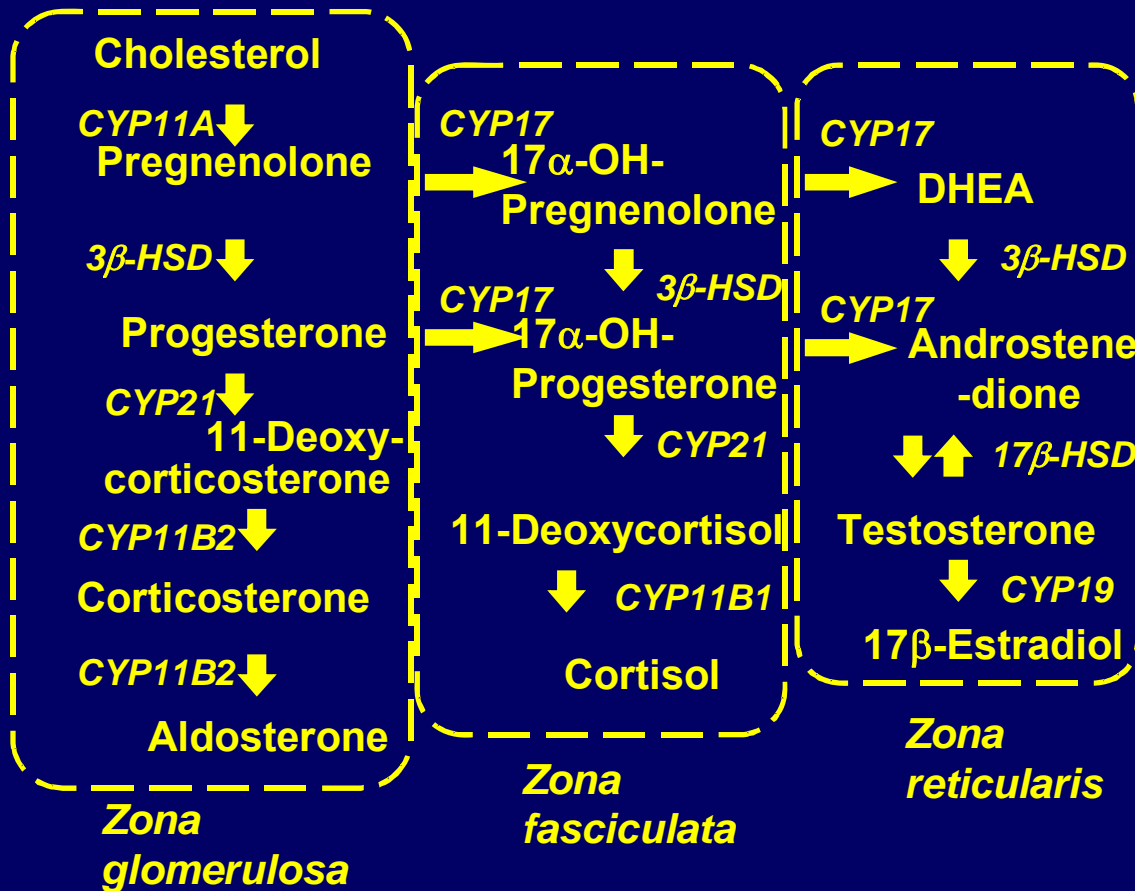 Cholesterol
CYP11A
Pregnenolone
3β-HSD
Progesterone
CYP21
11-Deoxy-
corticosterone
CYP11B2
Corticosterone
CYP11B2
Aldosterone
Zona
glomerulosa
CYP17
17α-OH-
Pregnenolone
3β-HSD
CYP17
17α-OH-
Progesterone
CYP21
11-Deoxycortisol
CYP11B1
Cortisol
Zona
fasciculata
CYP17
DHEA
3β-HSD
CYP17
Androstene
-dione
17β-HSD
Testosterone
CYP19
17β-Estradiol
Zona
reticularis